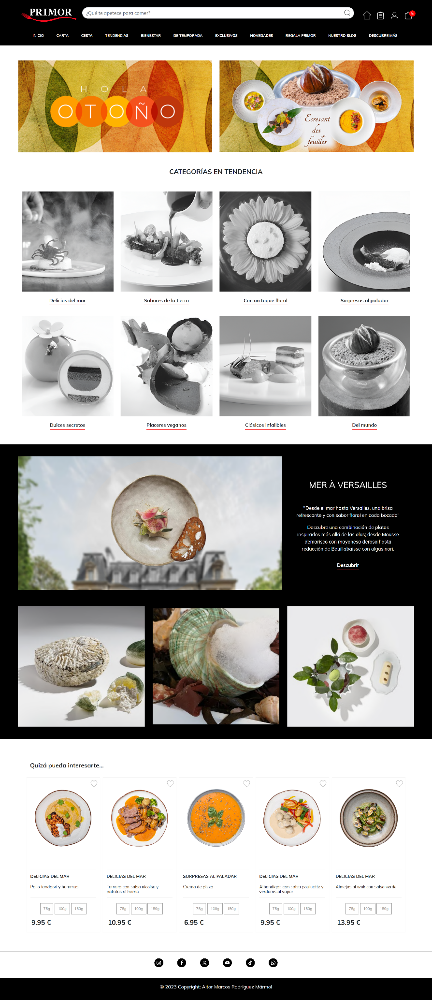 PRIMOR
¿Qué te apetece para comer?
5
INICIO
CARTA
CESTA
TENDENCIAS
BIENESTAR
DE TEMPORADA
EXCLUSIVOS
NOVEDADES
REGALA PRIMOR
NUESTRO BLOG
DESCUBRE MÁS
HOLA
OTOÑO
Ecresant
des
feuilles
CATEGORÍAS EN TENDENCIA
Delicias del mar
Sabores de la tierra
Con un toque floral
Sorpresas al paladar
Dulces secretos
Placeres veganos
Clásicos infalibles
Del mundo
MER À VERSAILLES
"Desde el mar hasta Versalles, una brisa
refrescante y con sabor floral en cada bocado"
Descubre una combinación de platos
inspirados más allá de las olas; desde Mousse
demarisco con mayonesa derosa hasta
reducción de Bouillabaisse con algas nori.
Descubrir
Quizá pueda interesarte...
DELICIAS DEL MAR
Pollo tandoori y hummus
75g 100g 150g
9.95 €
DELICIAS DEL MAR
Ternera con salsa nicolse y
patatas al horno
75g 100g 150g
10.95 €
SORPRESAS AL PALADAR
Crema de pizza
75g 100g 150g
6.95 €
DELICIAS DEL MAR
Albondigas con salsa pouluette y
verduras al vapor
75g 100g 150g
9.95 €
DELICIAS DEL MAR
Almejas al wok con salsa verde
75g 100g 150g
13.95 €
© 2023 Copyright: Aitor Marcos Rodríguez Mármol